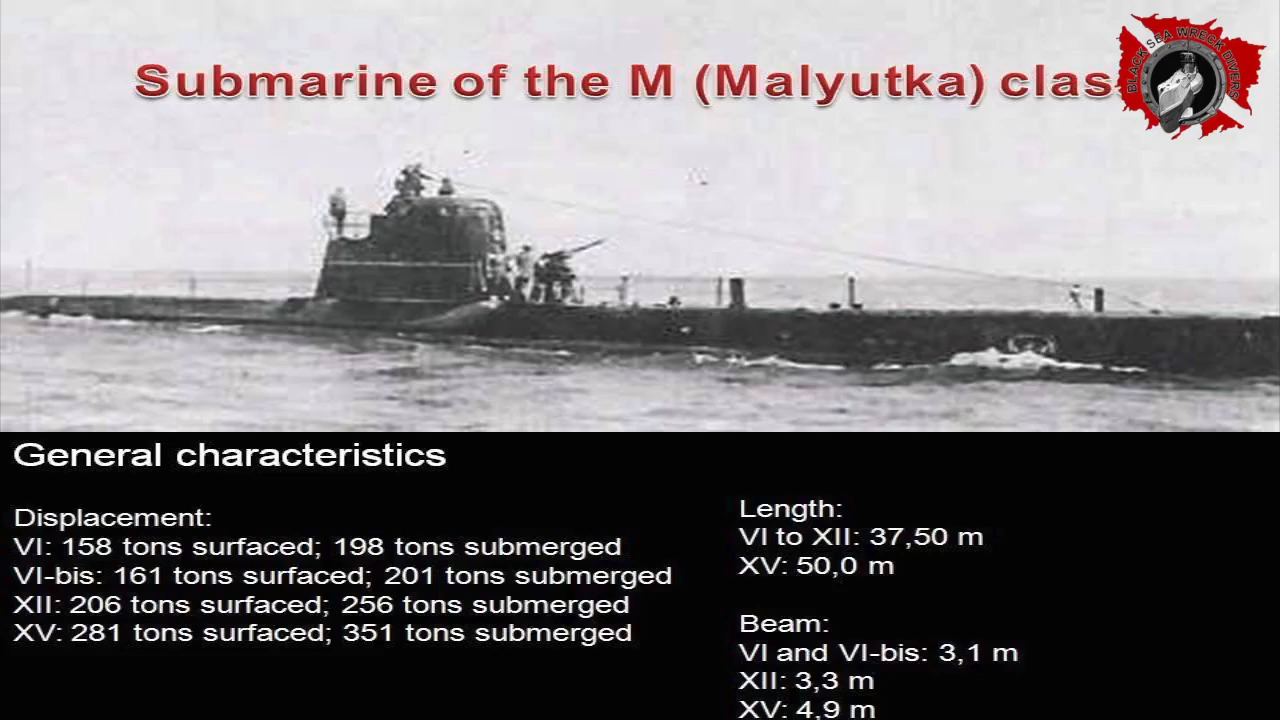 Submarine of the M (Malyutka) clas
BLACK SEA WRECK DIVERS
General characteristics
Displacement:
VI: 158 tons surfaced; 198 tons submerged
VI-bis: 161 tons surfaced; 201 tons submerged
XII: 206 tons surfaced; 256 tons submerged
XV: 281 tons surfaced; 351 tons submerged
Length:
VI to XII: 37,50 m
XV: 50,0 m
Beam:
VI and VI-bis: 3,1 m
XII: 3,3 m
XV: 4,9 m